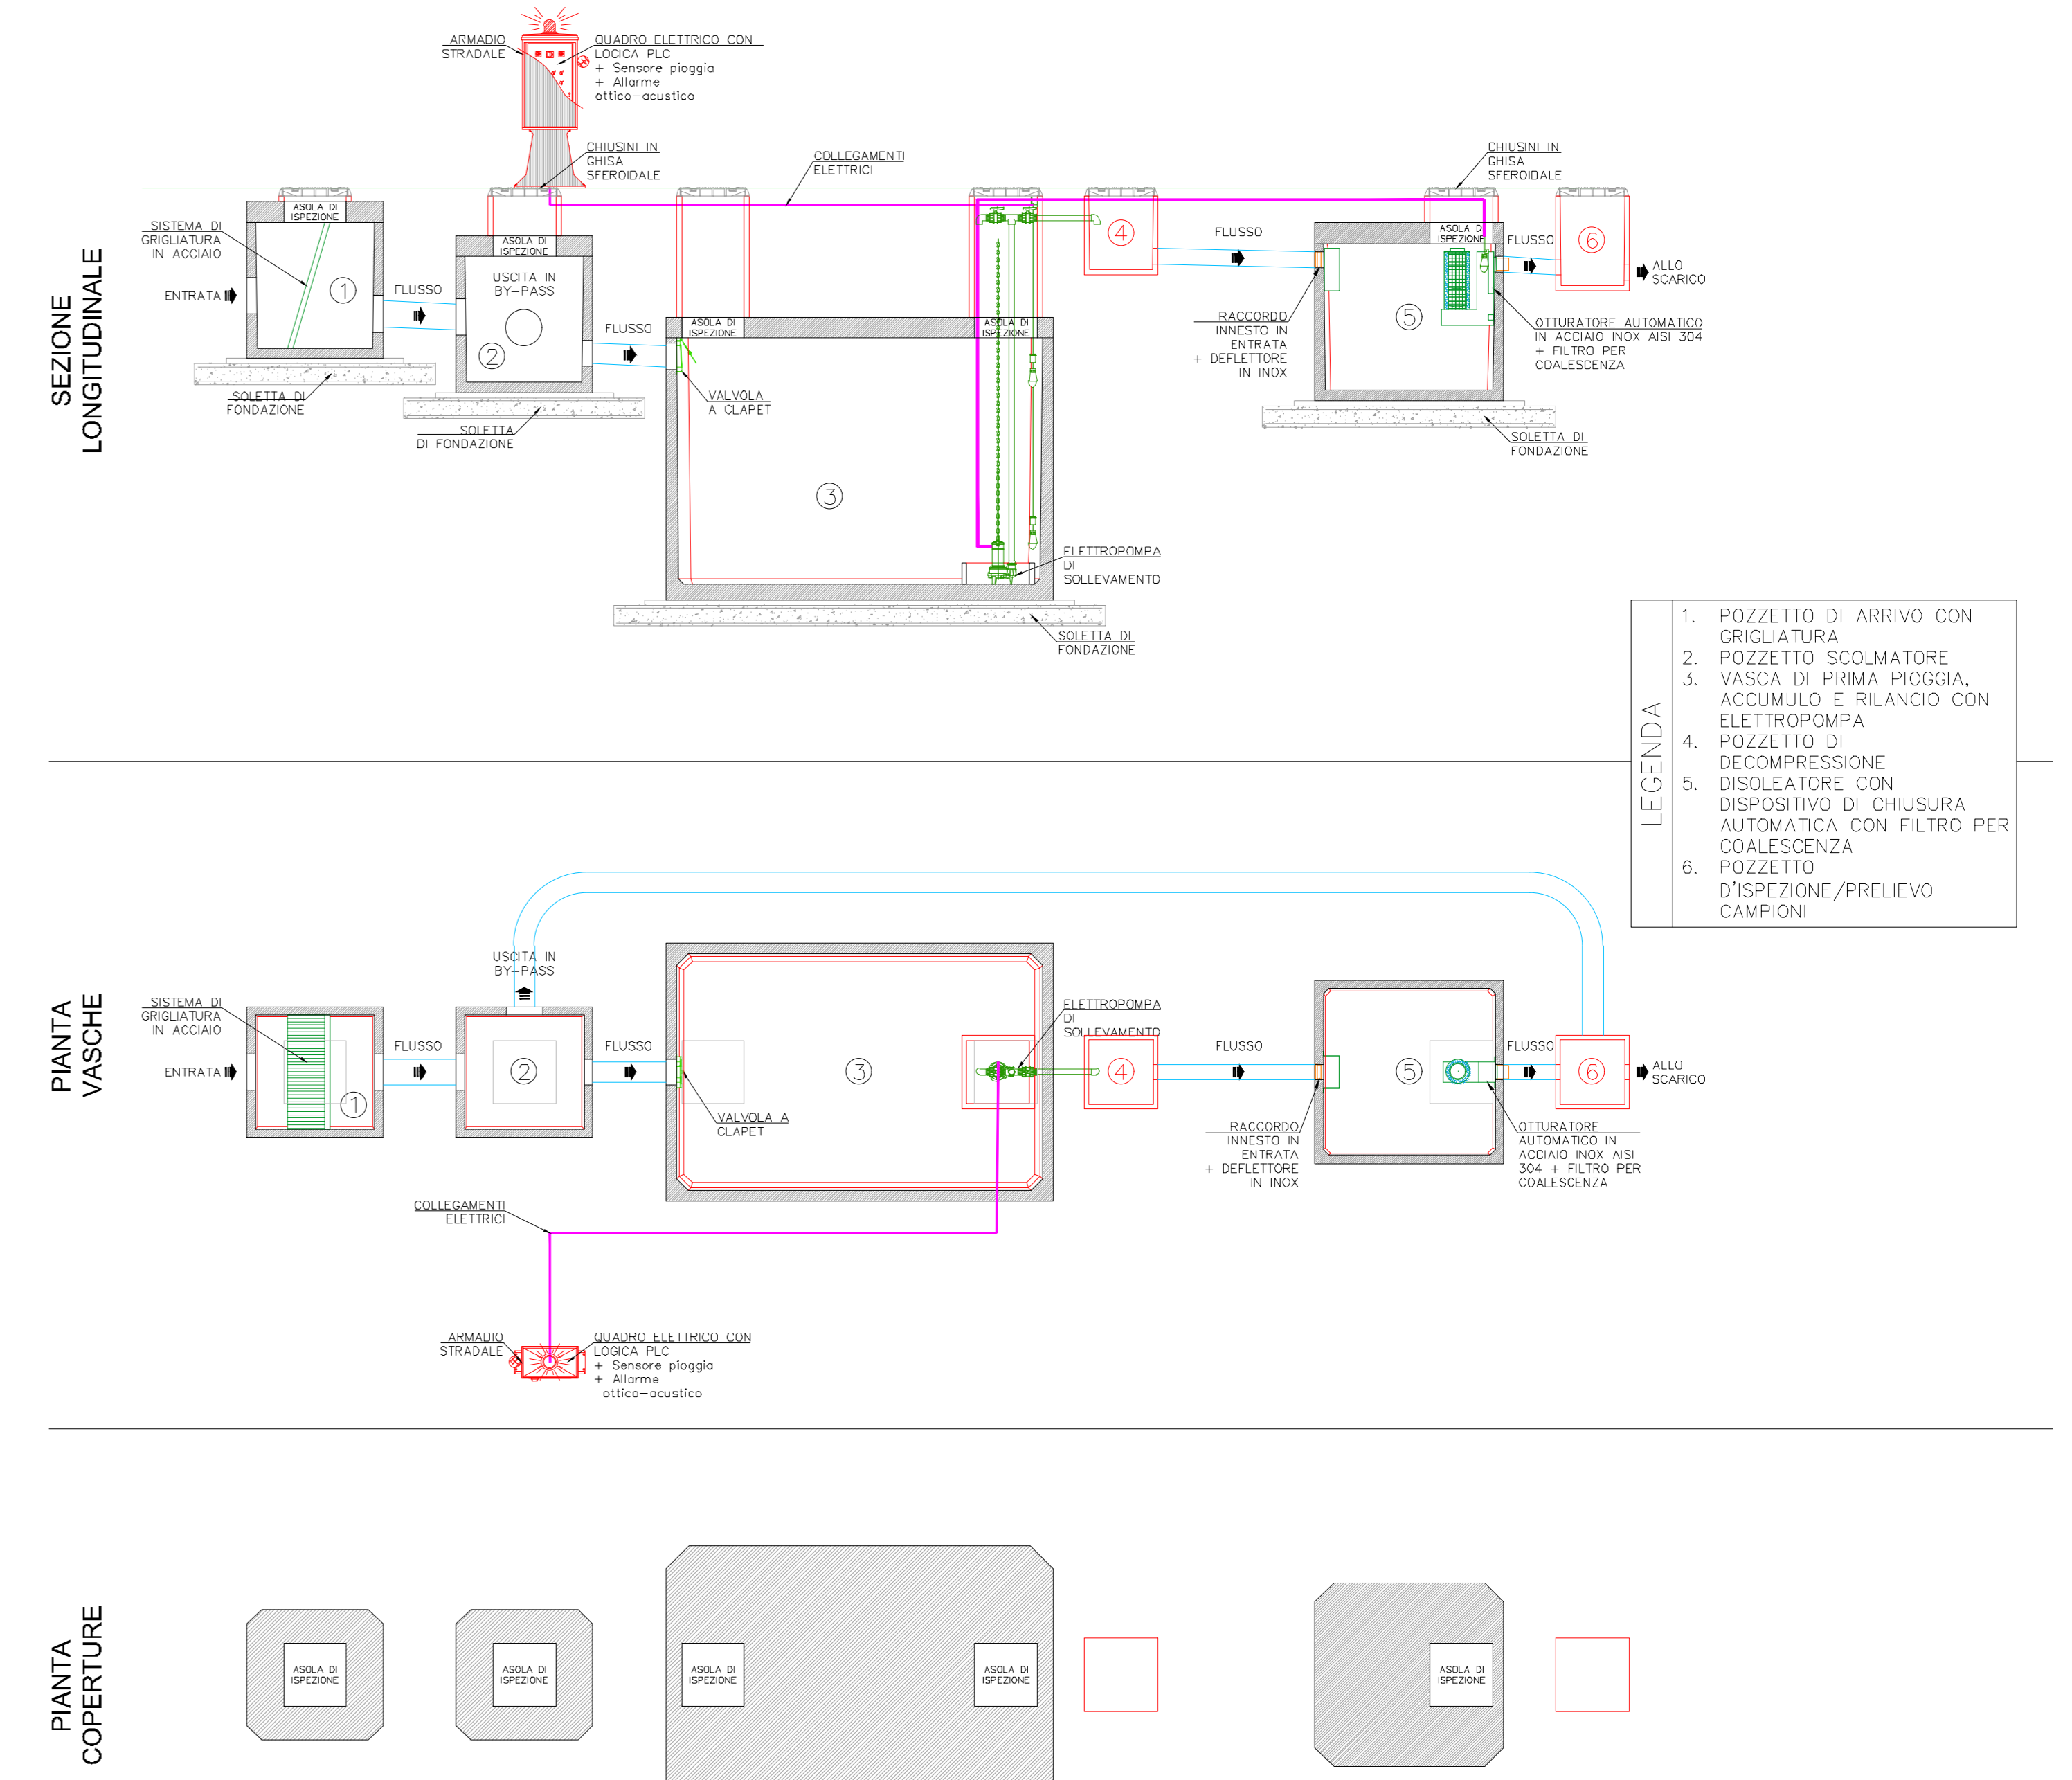 SEZIONE
LONGITUDINALE
ARMADIO
STRADALE
QUADRO ELETTRICO CON
LOGICA PLC
+ Sensore pioggia
+ Allarme
ottico-acustico
CHIUSINI IN
GHISA
SFEROIDALE
COLLEGAMENTI
ELETTRICI
CHIUSINI IN
GHISA
SFEROIDALE
SISTEMA DI
GRIGLIATURA
IN ACCIAIO
ASOLA DI
ISPEZIONE
1
ENTRATA
FLUSSO
SOLETTA DI
FONDAZIONE
ASOLA DI
ISPEZIONE
USCITA IN
BY-PASS
2
FLUSSO
SOLETTA
DI FONDAZIONE
ASOLA DI
ISPEZIONE
ASOLA DI
ISPEZIONE
VALVOLA
A CLAPET
3
ELETTROPOMPA
DI
SOLLEVAMENTO
SOLETTA DI
FONDAZIONE
4
FLUSSO
RACCORDO
INNESTO IN
ENTRATA
+ DEFLETTORE
IN INOX
ASOLA DI
ISPEZIONE
5
FLUSSO
6
ALLO
SCARICO
OTTURATORE AUTOMATICO
IN ACCIAIO INOX AISI 304
+ FILTRO PER
COALESCENZA
SOLETTA DI
FONDAZIONE
LEGENDA
1. POZZETTO DI ARRIVO CON
GRIGLIATURA
2. POZZETTO SCOLMATORE
3. VASCA DI PRIMA PIOGGIA,
ACCUMULO E RILANCIO CON
ELETTROPOMPA
4. POZZETTO DI
DECOMPRESSIONE
5. DISOLEATORE CON
DISPOSITIVO DI CHIUSURA
AUTOMATICA CON FILTRO PER
COALESCENZA
6. POZZETTO
D'ISPEZIONE/PRELIEVO
CAMPIONI
PIANTA
VASCHE
SISTEMA DI
GRIGLIATURA
IN ACCIAIO
ENTRATA
1
FLUSSO
USCITA IN
BY-PASS
2
FLUSSO
VALVOLA A
CLAPET
3
ELETTROPOMPA
DI
SOLLEVAMENTO
4
FLUSSO
RACCORDO
INNESTO IN
ENTRATA
+ DEFLETTORE
IN INOX
5
FLUSSO
6
ALLO
SCARICO
OTTURATORE
AUTOMATICO IN
ACCIAIO INOX AISI
304 + FILTRO PER
COALESCENZA
COLLEGAMENTI
ELETTRICI
ARMADIO
STRADALE
QUADRO ELETTRICO CON
LOGICA PLC
+ Sensore pioggia
+ Allarme
ottico-acustico
PIANTA
COPERTURE
ASOLA DI
ISPEZIONE
ASOLA DI
ISPEZIONE
ASOLA DI
ISPEZIONE
ASOLA DI
ISPEZIONE
ASOLA DI
ISPEZIONE